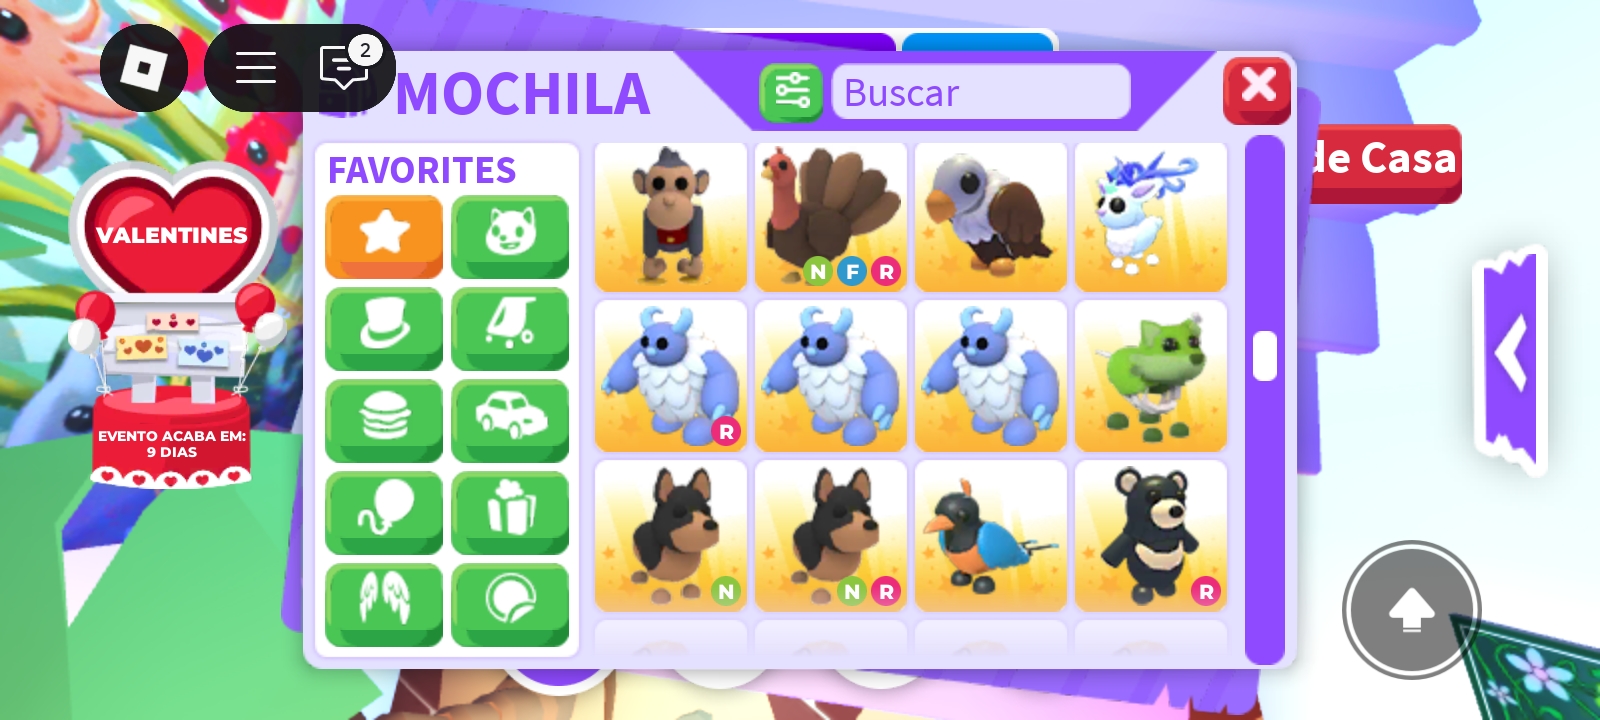 2
MOCHILA
Buscar
de Casa
FAVORITES
VALENTINES
EVENTO ACABA EM:
9 DIAS
N F R
R
N
N R
R